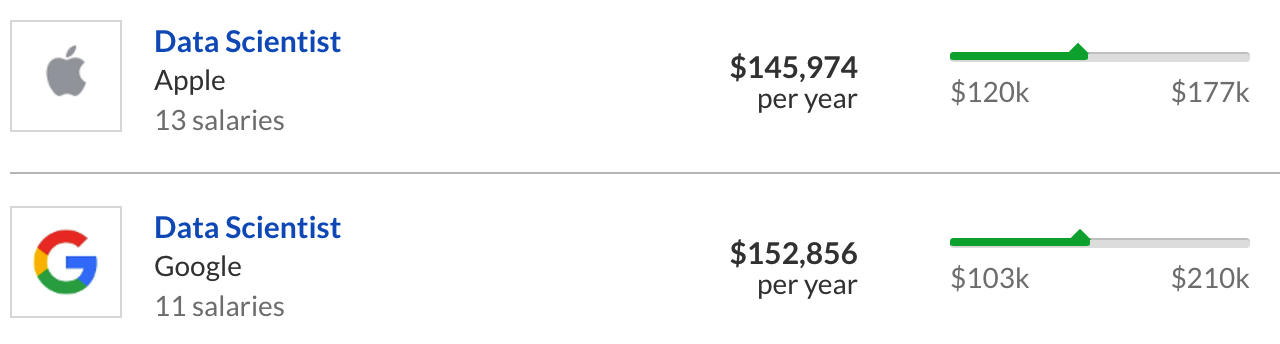 Data Scientist
Apple
13 salaries
$145,974
per year
$120k $177k
Data Scientist
Google
11 salaries
$152,856
per year
$103k $210k